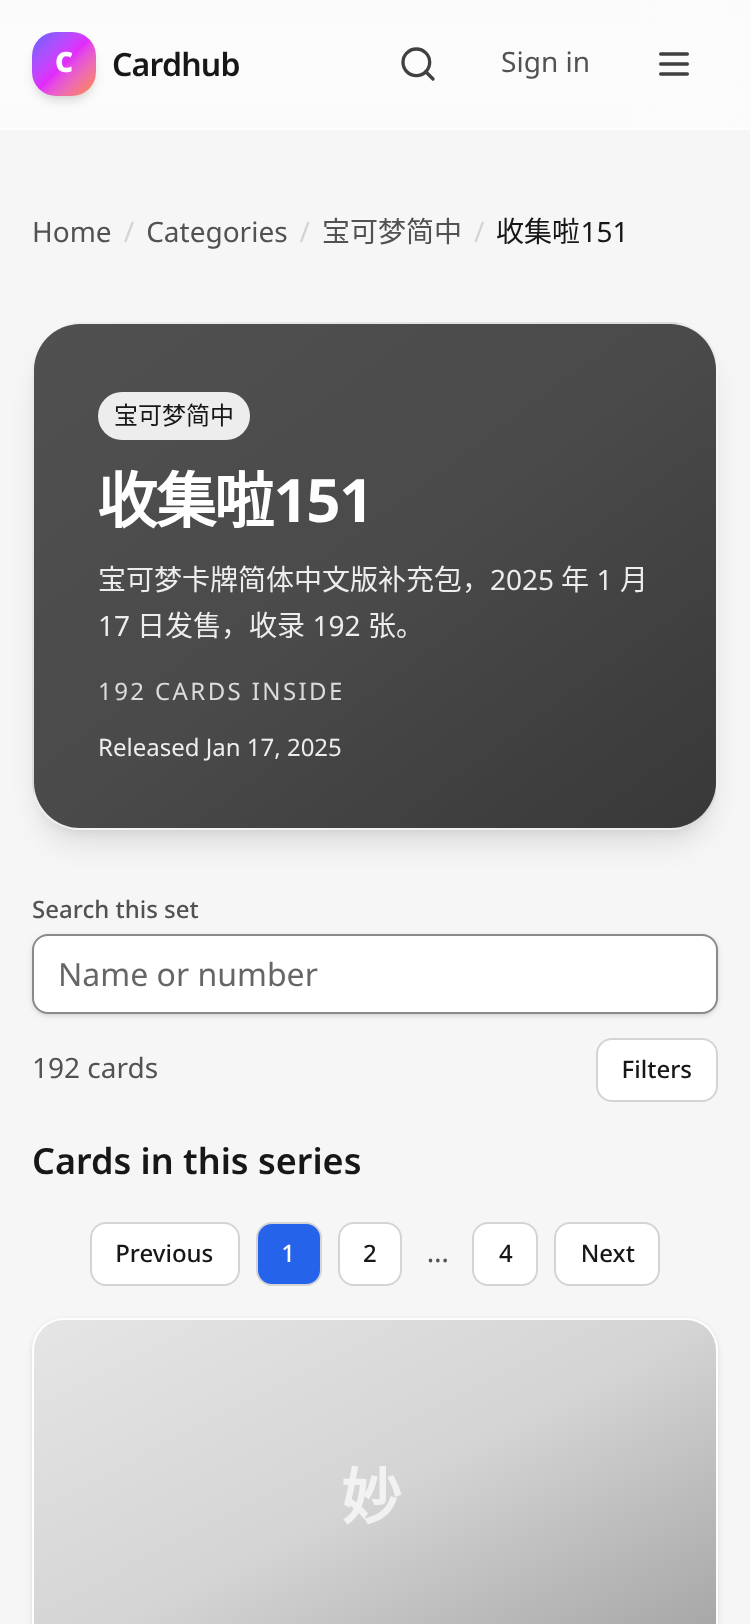 C Cardhub Sign in
Home / Categories / 宝可梦简中 / 收集啦151
宝可梦简中
收集啦151
宝可梦卡牌简体中文版补充包，2025 年 1 月
17 日发售，收录 192 张。
192 CARDS INSIDE
Released Jan 17, 2025
Search this set
Name or number
192 cards Filters
Cards in this series
Previous 1 2 … 4 Next
妙